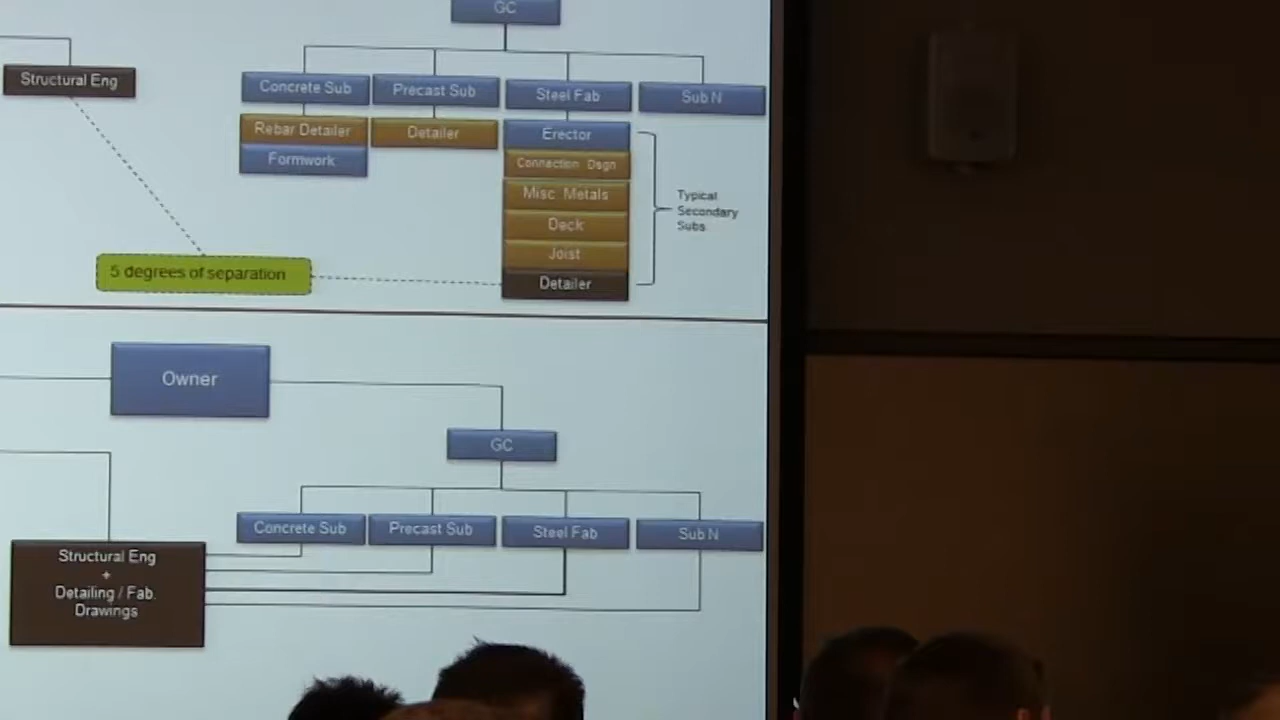 GC
Structural Eng
Concrete Sub
Precast Sub
Steel Fab
Sub N
Rebar Detailer
Detailer
Erector
Formwork
Connection Dsgn
Misc. Metals
Deck
Joist
Detailer
Typical
Secondary
Subs
5 degrees of separation
Owner
GC
Concrete Sub
Precast Sub
Steel Fab
Sub N
Structural Eng
+
Detailing / Fab.
Drawings